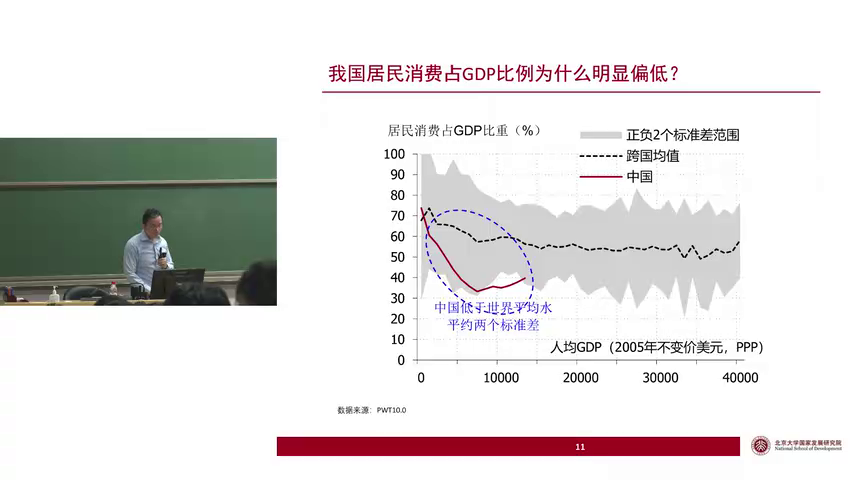 我国居民消费占GDP比例为什么明显偏低？
居民消费占GDP比重（%）
正负2个标准差范围
跨国均值
中国
100
90
80
70
60
50
40
30
20
10
0
中国低于世界平均水
平约两个标准差
人均GDP（2005年不变价美元，PPP）
0 10000 20000 30000 40000
数据来源：PWT10.0
11
北京大学国家发展研究院
National School of Development